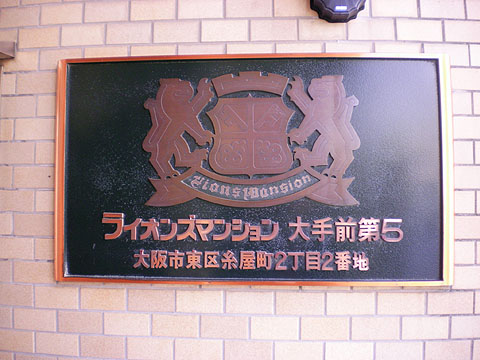 Lions Mansion
ライオンズマンション 大手前第5
大阪市東区糸屋町2丁目2番地